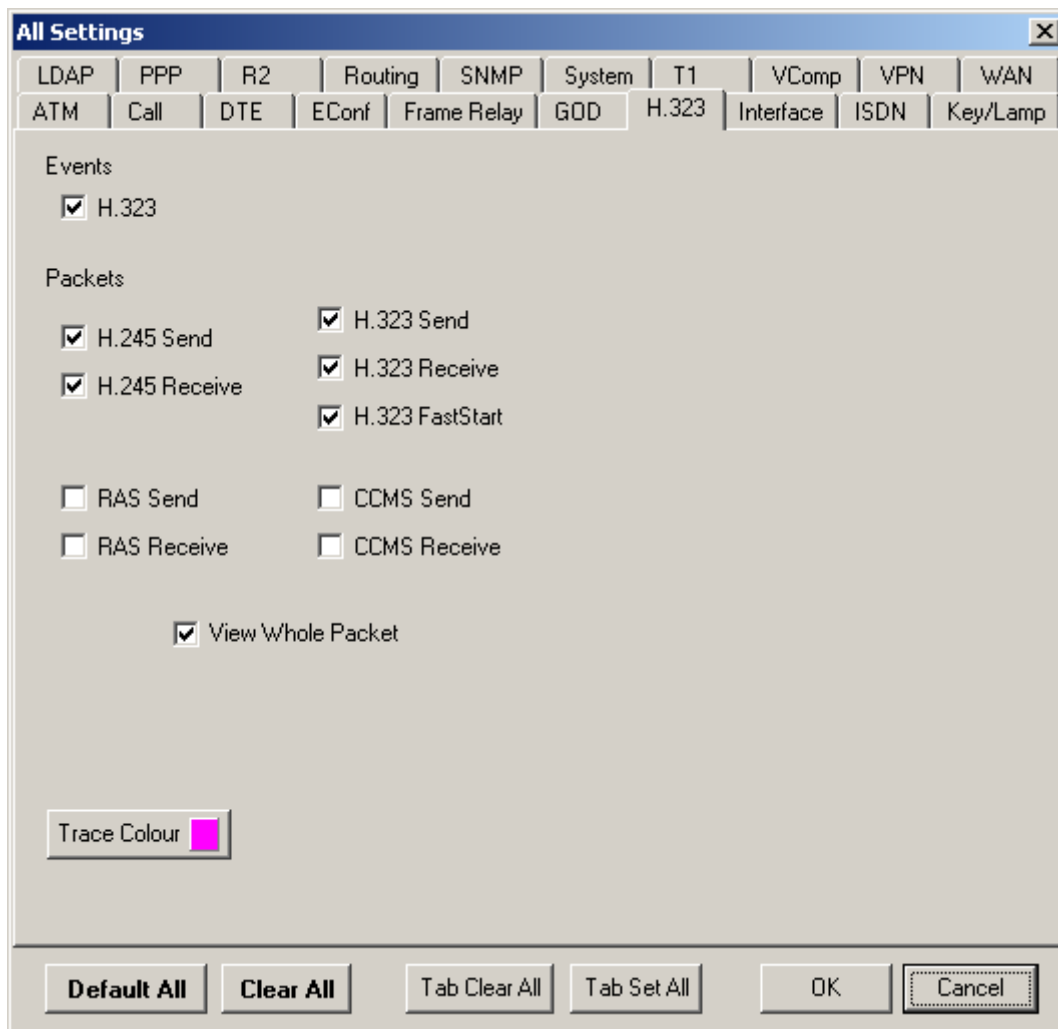 All Settings
LDAP PPP R2 Routing SNMP System T1 VComp VPN WAN
ATM Call DTE EConf Frame Relay GOD H.323 Interface ISDN Key/Lamp
Events
H.323
Packets
H.245 Send H.323 Send
H.245 Receive H.323 Receive
H.323 FastStart
RAS Send CCMS Send
RAS Receive CCMS Receive
View Whole Packet
Trace Colour
Default All Clear All Tab Clear All Tab Set All OK Cancel